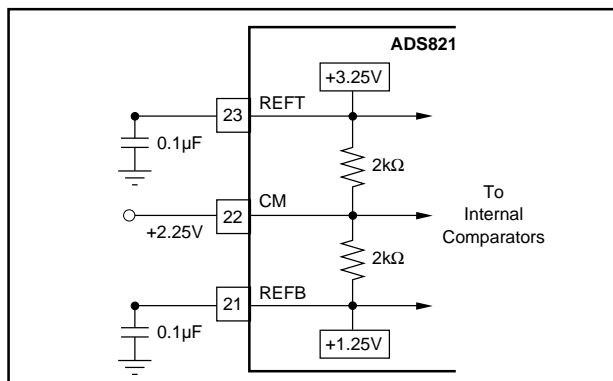 ADS821
+3.25V
23
REFT
0.1µF
2kΩ
22
CM
+2.25V
To
Internal
Comparators
2kΩ
21
REFB
0.1µF
+1.25V